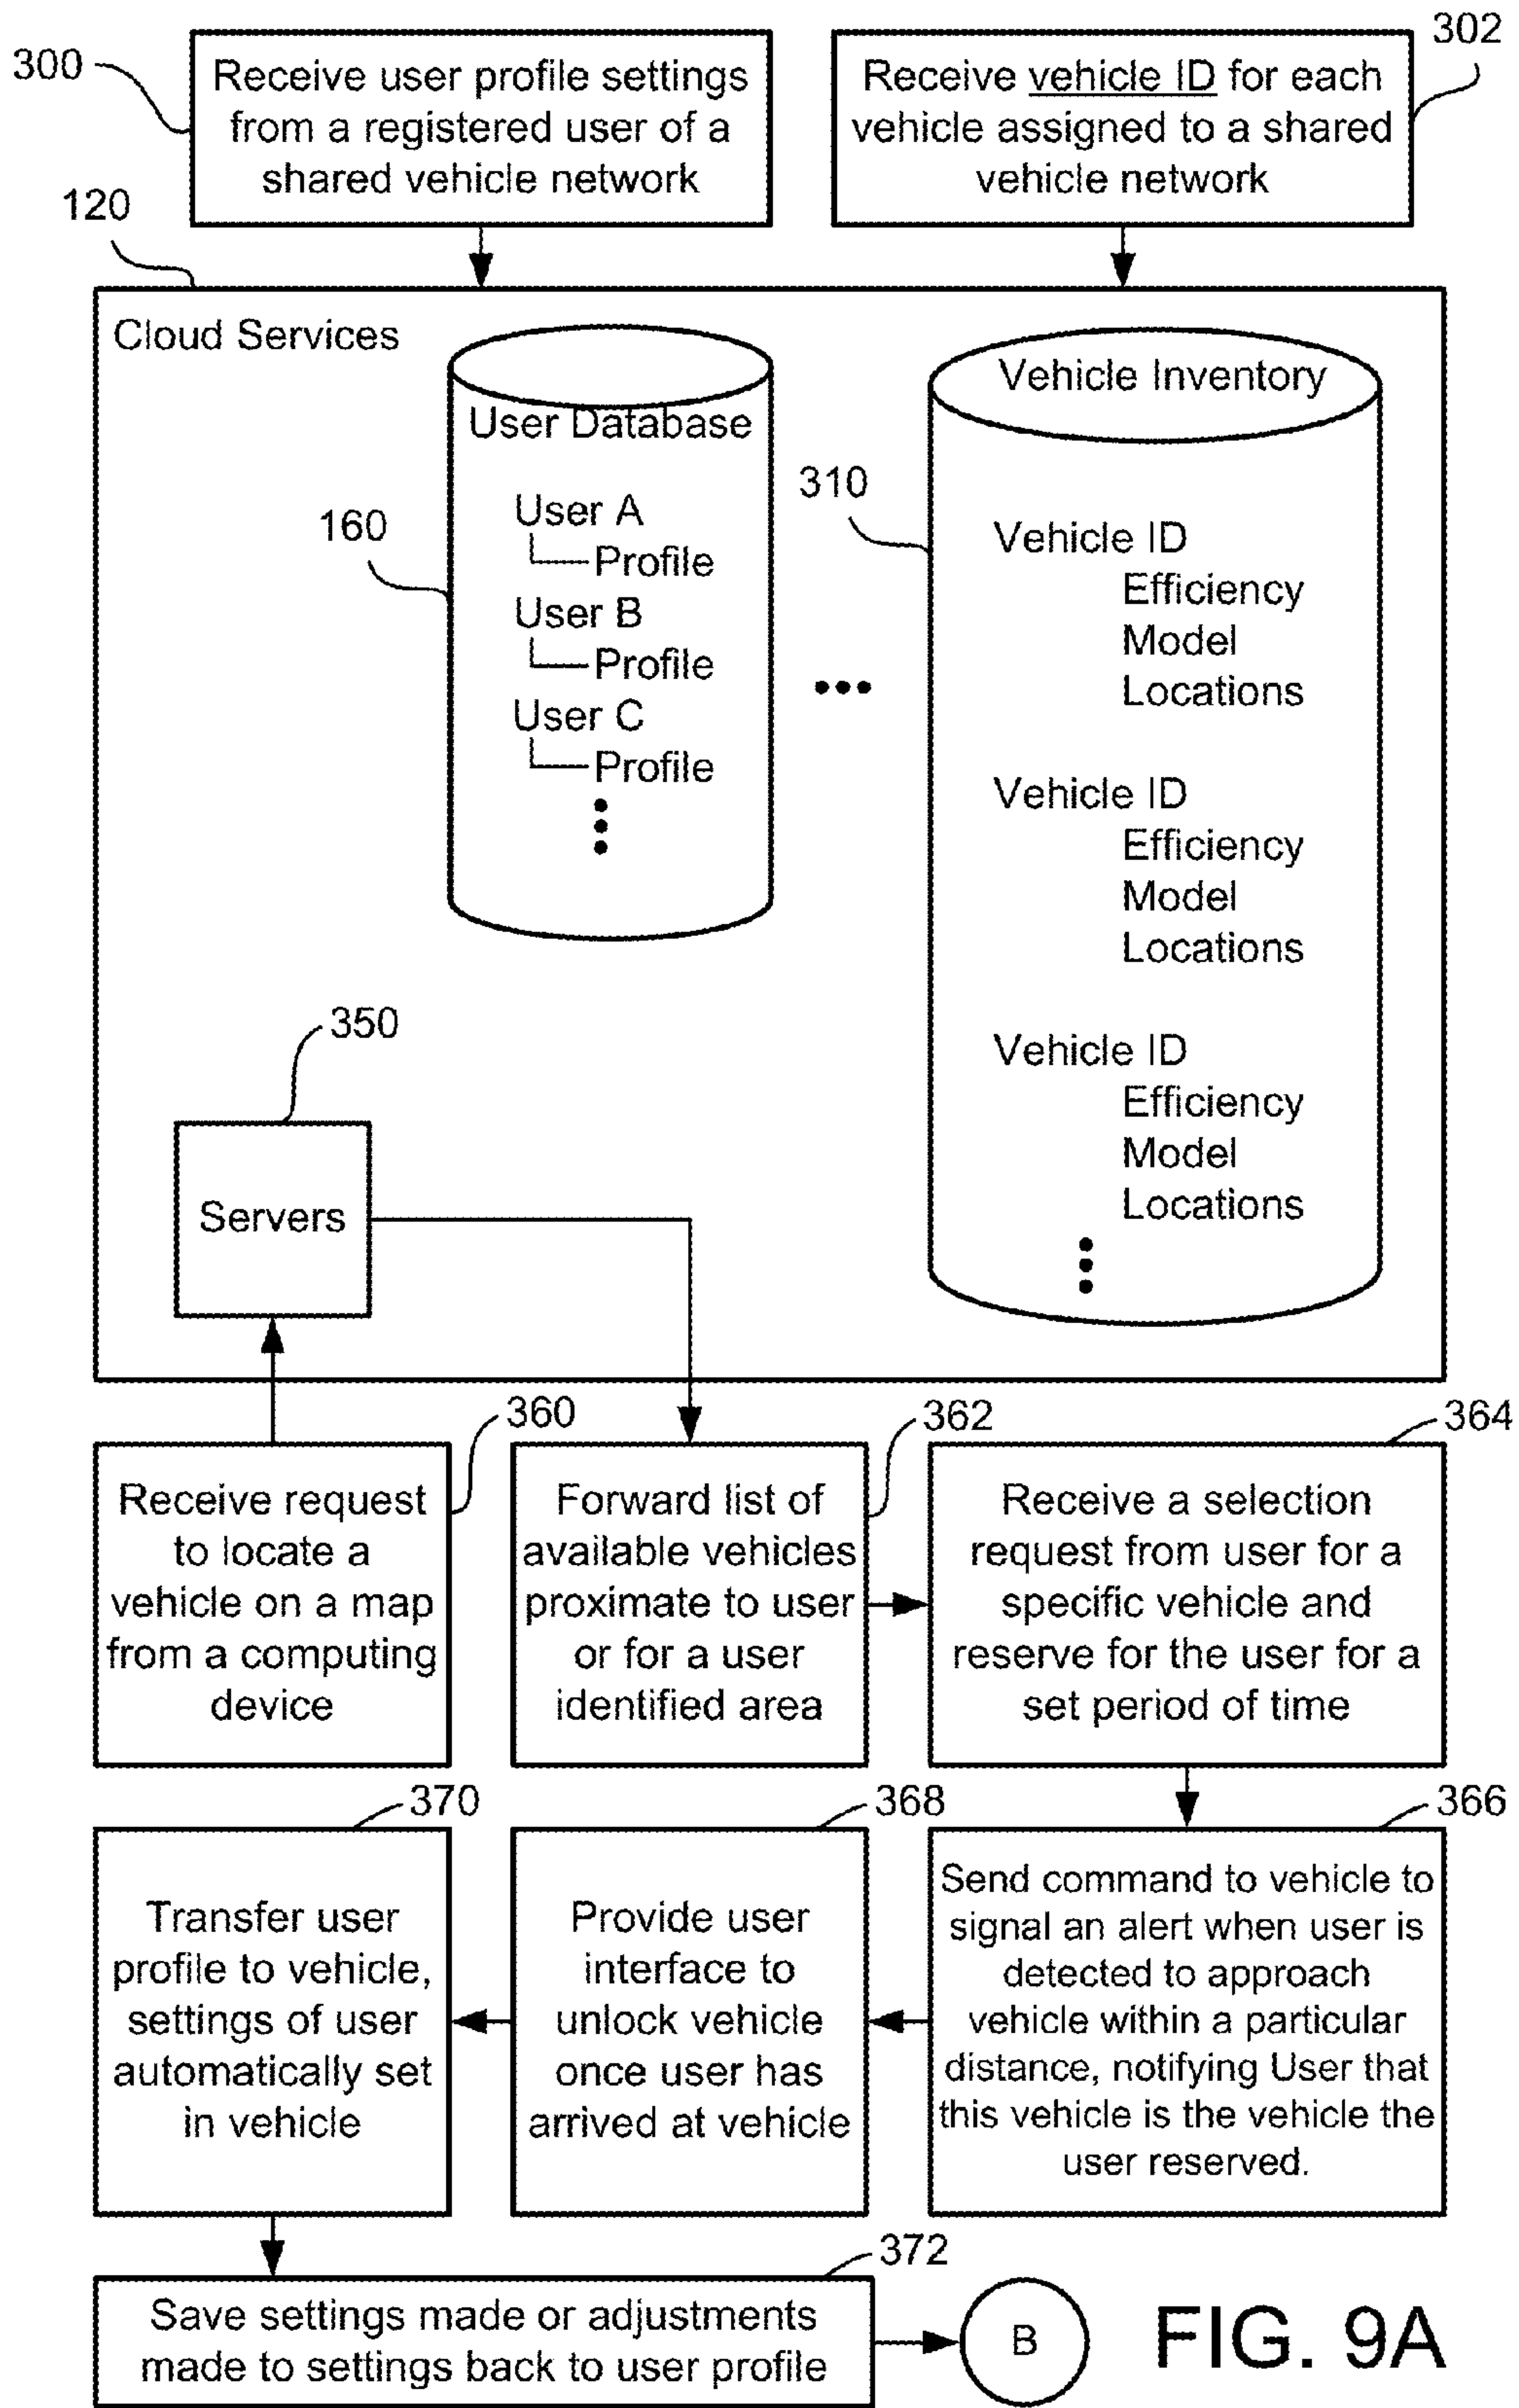 300
Receive user profile settings
from a registered user of a
shared vehicle network
302
Receive vehicle ID for each
vehicle assigned to a shared
vehicle network
120
Cloud Services
User Database
160
User A
Profile
User B
Profile
User C
Profile
Vehicle Inventory
310
Vehicle ID
Efficiency
Model
Locations
Vehicle ID
Efficiency
Model
Locations
Vehicle ID
Efficiency
Model
Locations
350
Servers
360
Receive request
to locate a
vehicle on a map
from a computing
device
362
Forward list of
available vehicles
proximate to user
or for a user
identified area
364
Receive a selection
request from user for a
specific vehicle and
reserve for the user for a
set period of time
366
Send command to vehicle to
signal an alert when user is
detected to approach
vehicle within a particular
distance, notifying User that
this vehicle is the vehicle the
user reserved.
368
Provide user
interface to
unlock vehicle
once user has
arrived at vehicle
370
Transfer user
profile to vehicle,
settings of user
automatically set
in vehicle
372
Save settings made or adjustments
made to settings back to user profile
B
FIG. 9A